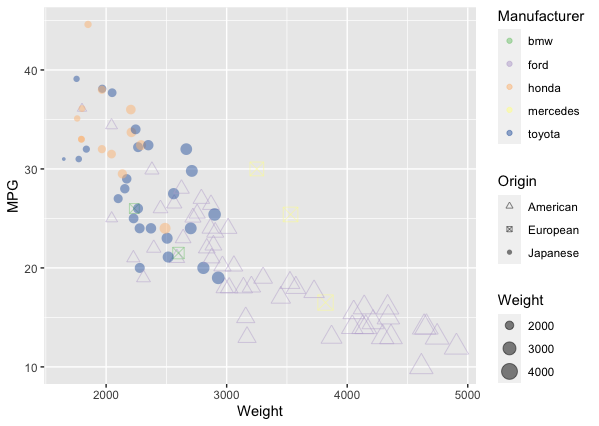 Manufacturer
bmw
ford
honda
mercedes
toyota
Origin
American
European
Japanese
Weight
2000
3000
4000
MPG
40
30
20
10
2000 3000 4000 5000
Weight